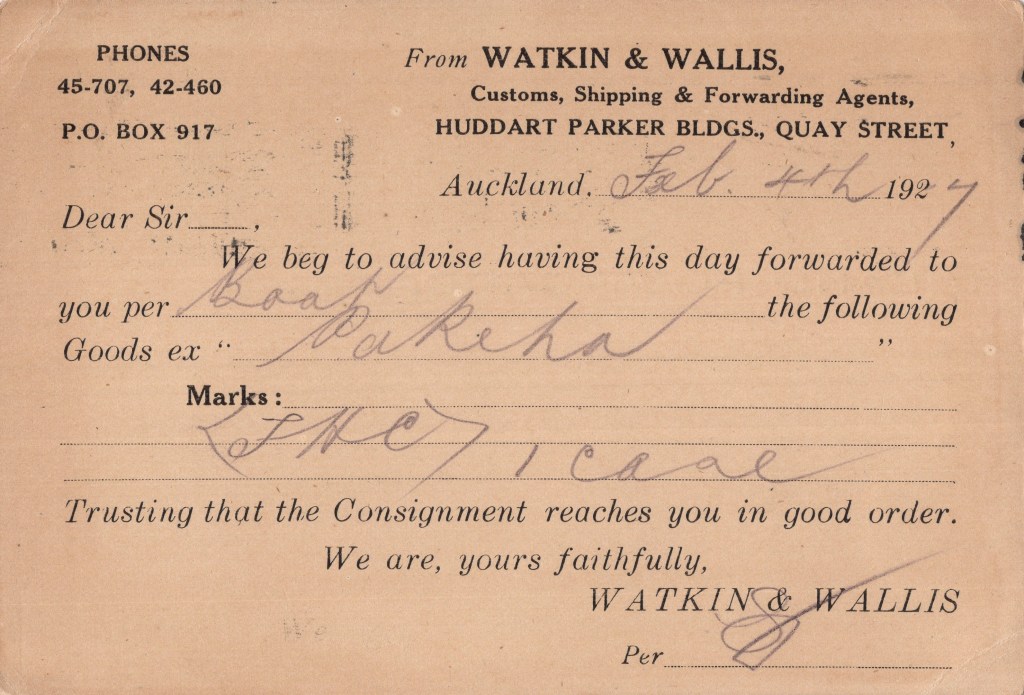 PHONES
45-707, 42-460
P.O. BOX 917
From WATKIN & WALLIS,
Customs, Shipping & Forwarding Agents,
HUDDART PARKER BLDGS., QUAY STREET,
Auckland. Feb. 4th 1927
Dear Sir ,
We beg to advise having this day forwarded to
you per Boat the following
Goods ex “ Pakeha ”
Marks:
<FHC> 1 case
Trusting that the Consignment reaches you in good order.
We are, yours faithfully,
WATKIN & WALLIS
Per